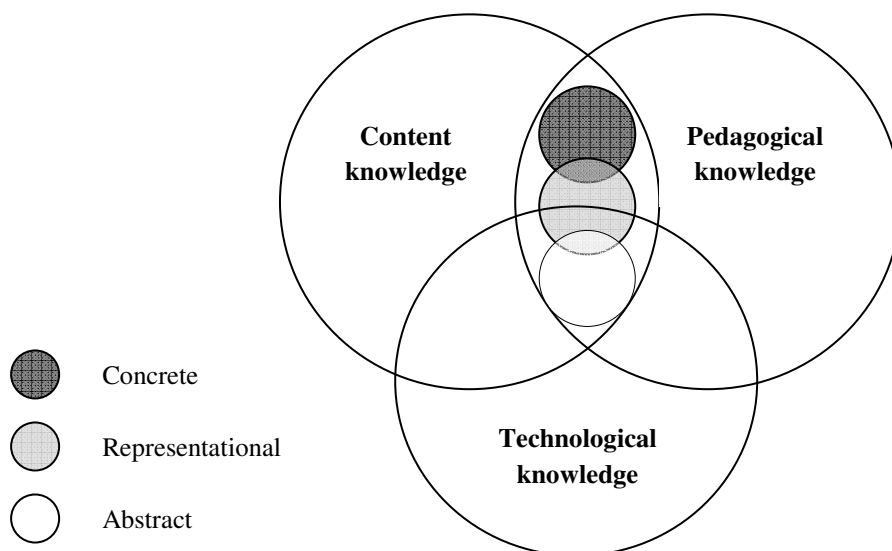 Content
knowledge
Pedagogical
knowledge
Technological
knowledge
Concrete
Representational
Abstract